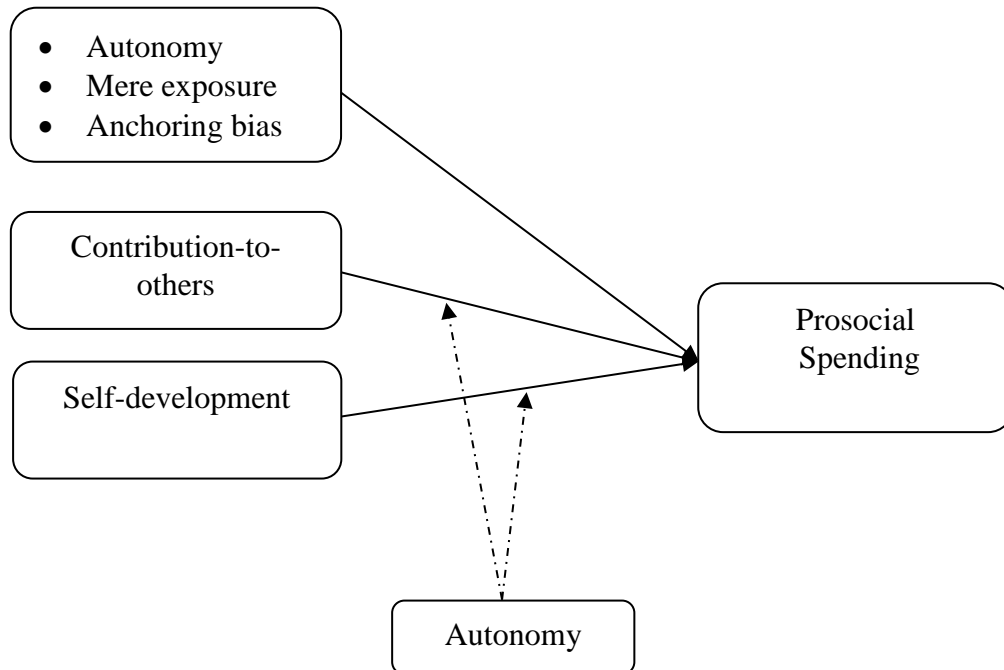 • Autonomy
• Mere exposure
• Anchoring bias
Contribution-to-
others
Self-development
Prosocial
Spending
Autonomy